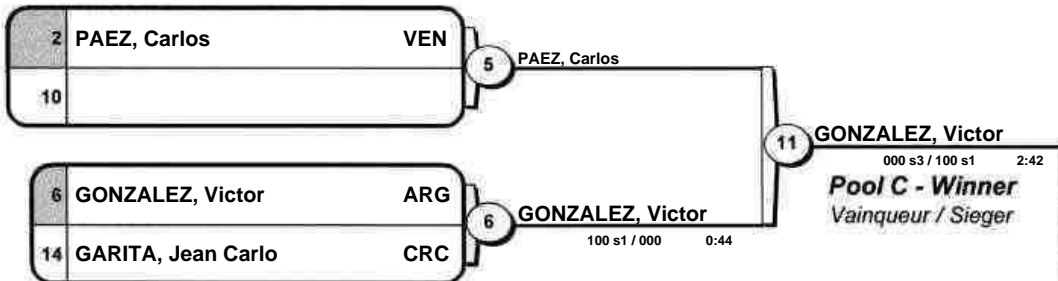 2 PAEZ, Carlos VEN
10
5 PAEZ, Carlos
6 GONZALEZ, Victor ARG
14 GARITA, Jean Carlo CRC
6 GONZALEZ, Victor
100 s1 / 000 0:44
11 GONZALEZ, Victor
000 s3 / 100 s1 2:42
Pool C - Winner
Vainqueur / Sieger